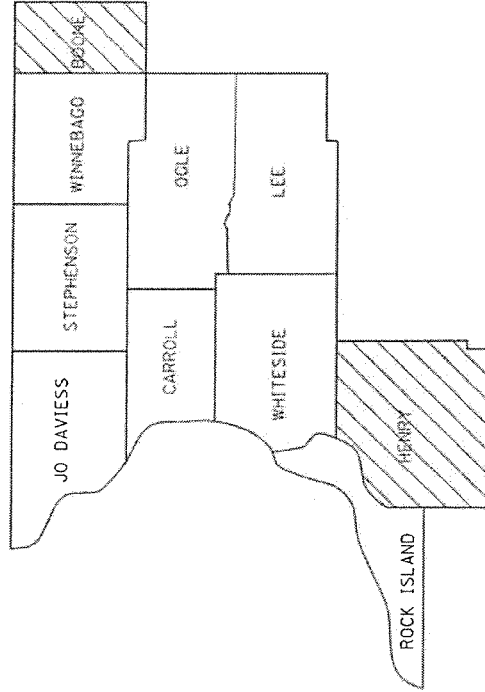 JO DAVIESS
STEPHENSON
WINNEBAGO
BOONE
CARROLL
OGLE
WHITESIDE
LEE
ROCK ISLAND
HENRY